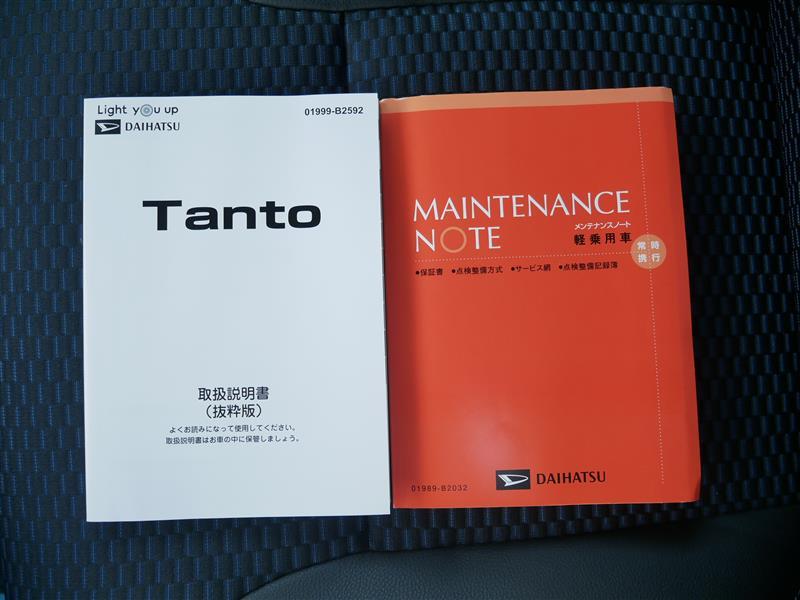 Light you up
01999-B2592
DAIHATSU
Tanto
取扱説明書
(抜粋版)
よくお読みになって使用してください。
取扱説明書はお車の中に保管しましょう。
MAINTENANCE
NOTE
メンテナンスノート
軽乗用車
常時
携行
●保証書 ●点検整備方式 ●サービス網 ●点検整備記録簿
01989-B2032
DAIHATSU